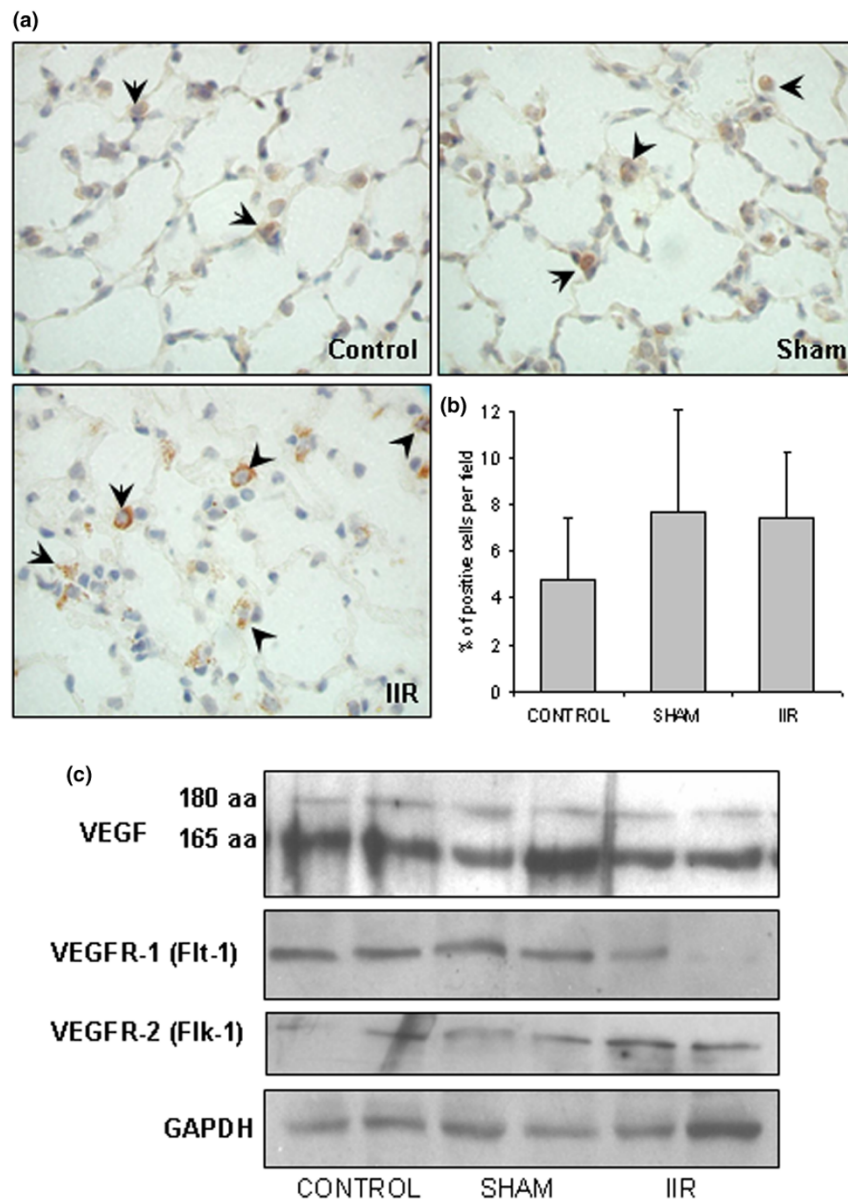 (a)
Control
Sham
IIR
(b)
12
10
8
6
4
2
0
% of positive cells per field
CONTROL
SHAM
IIR
(c)
VEGF
180 aa
165 aa
VEGFR-1 (Flt-1)
VEGFR-2 (Flk-1)
GAPDH
CONTROL
SHAM
IIR